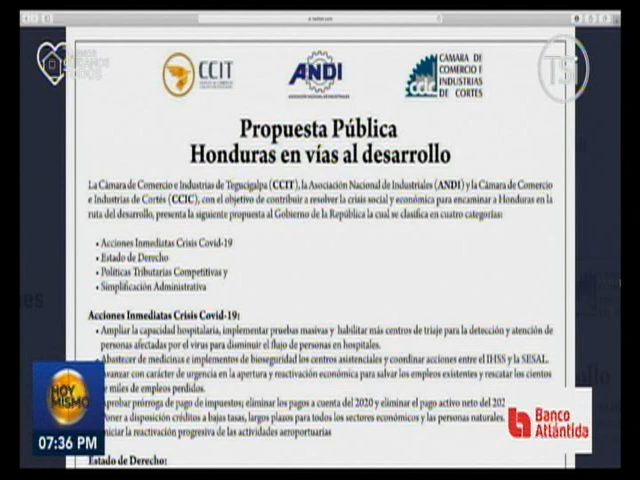 CCIT
ANDI
ASOCIACIÓN NACIONAL DE INDUSTRIALES
ccic
CÁMARA DE
COMERCIO E
INDUSTRIAS
DE CORTÉS
TSi
Propuesta Pública
Honduras en vías al desarrollo
La Cámara de Comercio e Industrias de Tegucigalpa (CCIT), la Asociación Nacional de Industriales (ANDI) y la Cámara de Comercio
e Industrias de Cortés (CCIC), con el objetivo de contribuir a resolver la crisis social y económica para encaminar a Honduras en la
ruta del desarrollo, presenta la siguiente propuesta al Gobierno de la República la cual se clasifica en cuatro categorías:
• Acciones Inmediatas Crisis Covid-19
• Estado de Derecho
• Políticas Tributarias Competitivas y
• Simplificación Administrativa
Acciones Inmediatas Crisis Covid-19:
• Ampliar la capacidad hospitalaria, implementar pruebas masivas y habilitar más centros de triaje para la detección y atención de
personas afectadas por el virus para disminuir el flujo de personas en hospitales.
• Abastecer de medicinas e implementos de bioseguridad los centros asistenciales y coordinar acciones entre el IHSS y la SESAL.
avanzar con carácter de urgencia en la apertura y reactivación económica para salvar los empleos existentes y rescatar los cientos
e miles de empleos perdidos.
aprobar prórroga de pago de impuestos; eliminar los pagos a cuenta del 2020 y eliminar el pago activo neto del 202
oner a disposición créditos a bajas tasas, largos plazos para todos los sectores económicos y las personas naturales.
niciar la reactivación progresiva de las actividades aeroportuarias
Estado de Derecho:
HOY
MISMO
07:36 PM
Banco
Atlántida